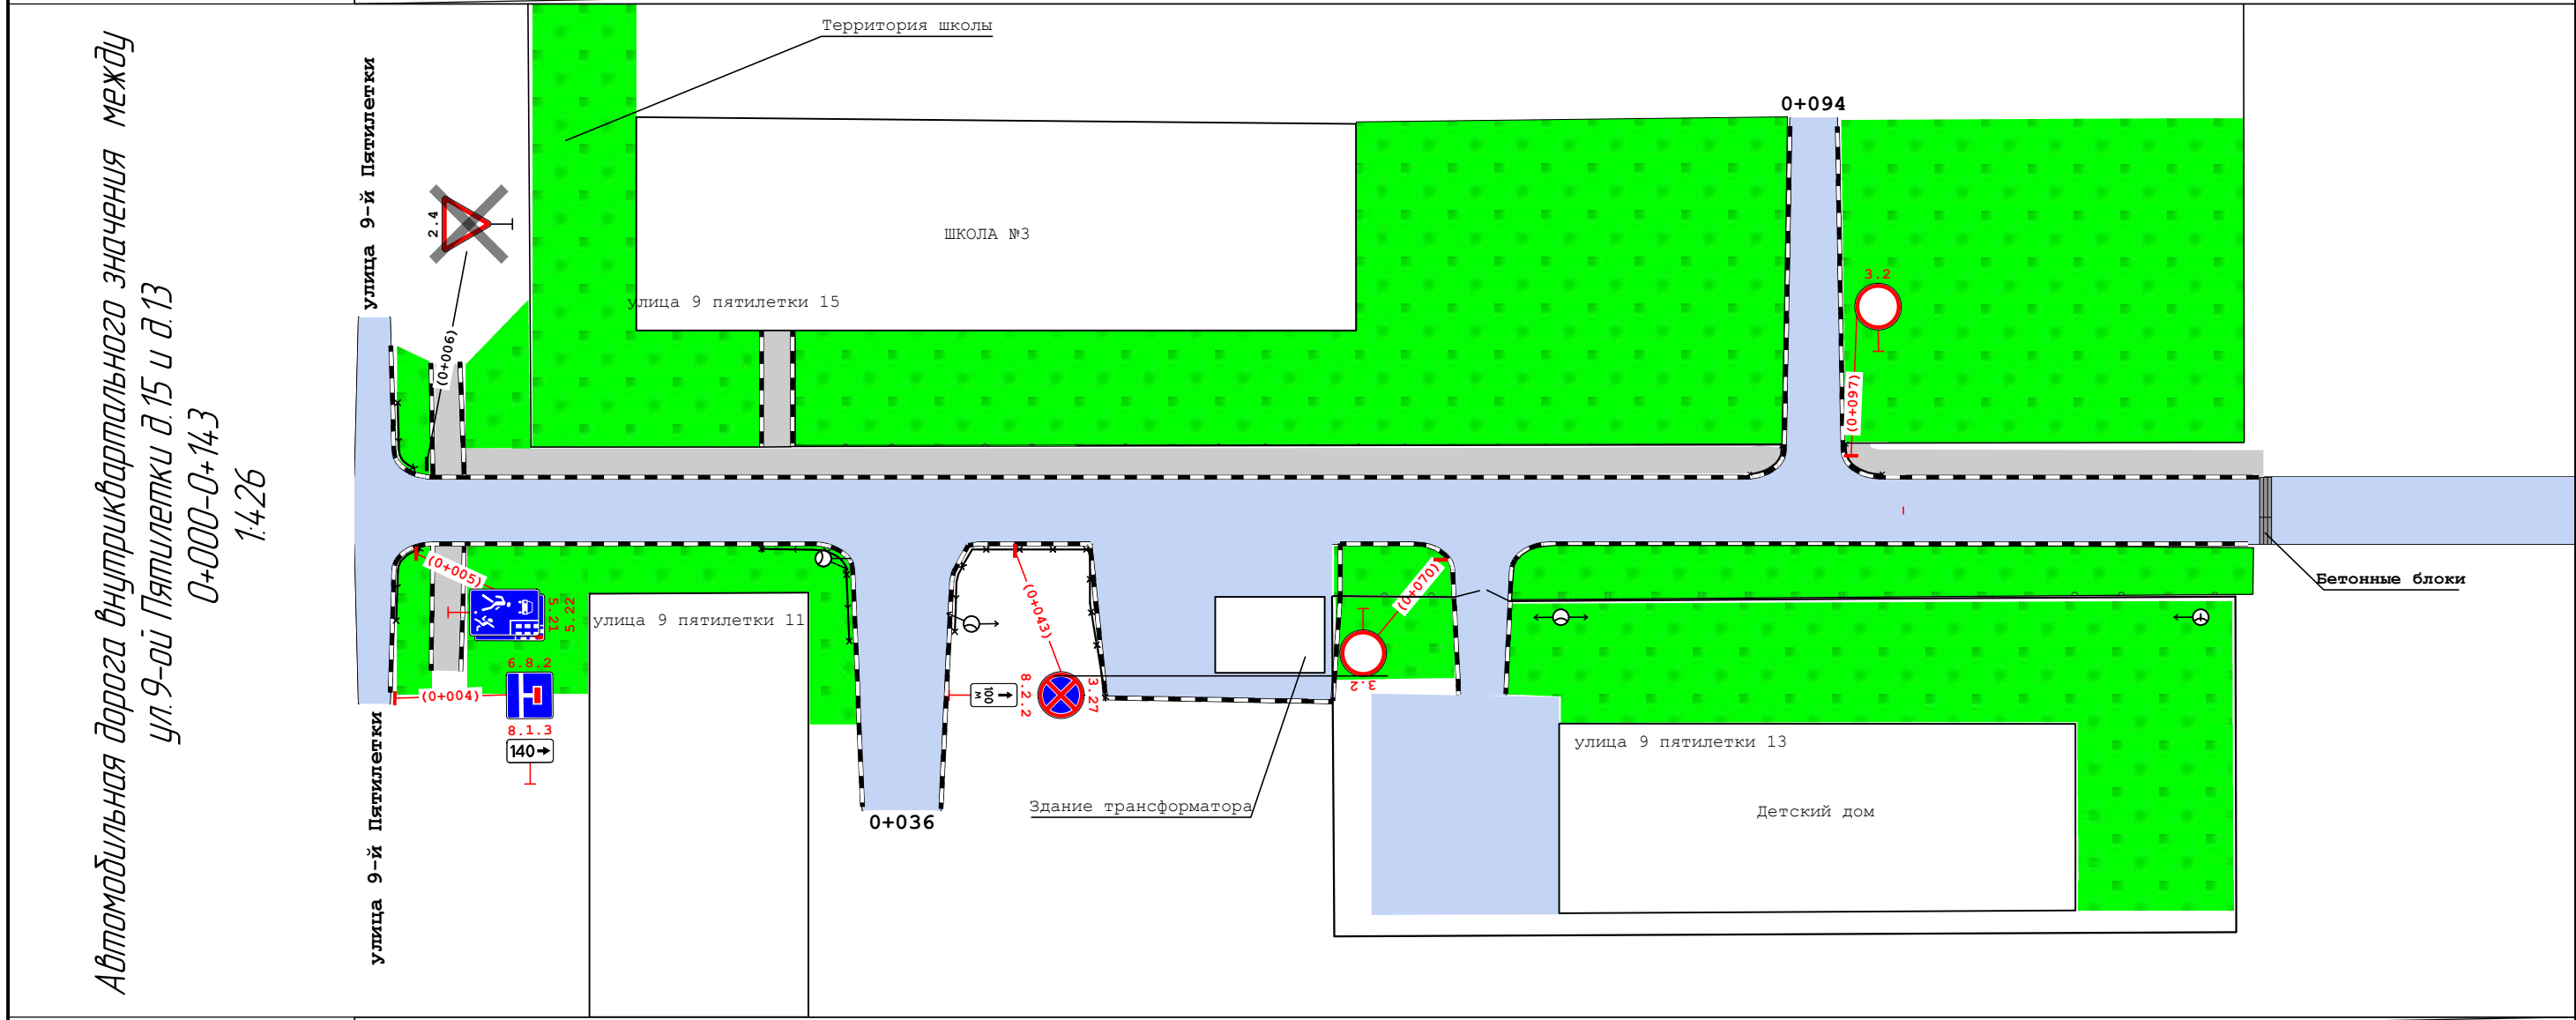 Автомобильная дорога внутриквартального значения между
ул.9-ой Пятилетки д.15 и д.13
0+000-0+143
1:426
улица 9-й Пятилетки
2.4
(0+006)
Территория школы
ШКОЛА №3
улица 9 пятилетки 15
0+094
3.2
(0+097)
(0+005)
5.21
5.22
6.8.2
(0+004)
8.1.3
140
улица 9-й Пятилетки
улица 9 пятилетки 11
0+036
(0+043)
100 м
8.2.2
3.27
Здание трансформатора
(0+070)
3.2
улица 9 пятилетки 13
Детский дом
Бетонные блоки